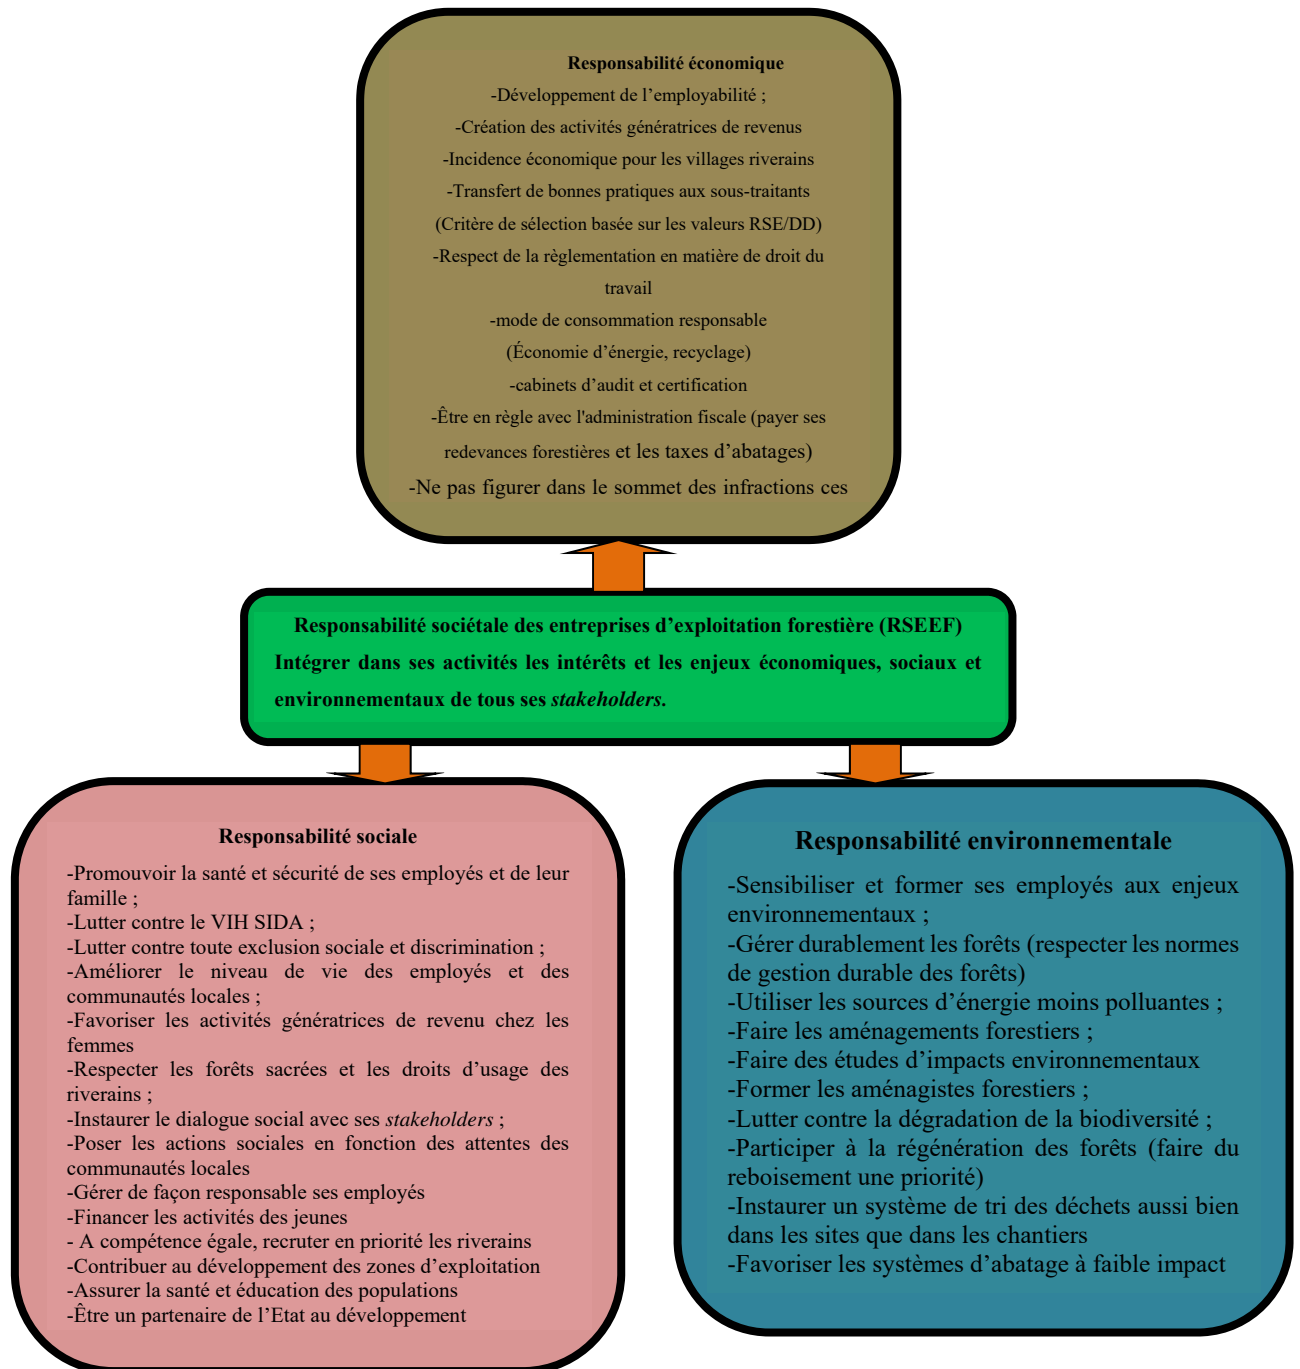 Responsabilité économique
-Développement de l'employabilité ;
-Création des activités génératrices de revenus
-Incidence économique pour les villages riverains
-Transfert de bonnes pratiques aux sous-traitants
(Critère de sélection basée sur les valeurs RSE/DD)
-Respect de la règlementation en matière de droit du
travail
-mode de consommation responsable
(Économie d'énergie, recyclage)
-cabinets d'audit et certification
-Être en règle avec l'administration fiscale (payer ses
redevances forestières et les taxes d'abatages)
-Ne pas figurer dans le sommet des infractions ces
Responsabilité sociétale des entreprises d'exploitation forestière (RSEEF)
Intégrer dans ses activités les intérêts et les enjeux économiques, sociaux et
environnementaux de tous ses stakeholders.
Responsabilité sociale
-Promouvoir la santé et sécurité de ses employés et de leur
famille ;
-Lutter contre le VIH SIDA ;
-Lutter contre toute exclusion sociale et discrimination ;
-Améliorer le niveau de vie des employés et des
communautés locales ;
-Favoriser les activités génératrices de revenu chez les
femmes
-Respecter les forêts sacrées et les droits d'usage des
riverains ;
-Instaurer le dialogue social avec ses stakeholders ;
-Poser les actions sociales en fonction des attentes des
communautés locales
-Gérer de façon responsable ses employés
-Financer les activités des jeunes
- A compétence égale, recruter en priorité les riverains
-Contribuer au développement des zones d'exploitation
-Assurer la santé et éducation des populations
-Être un partenaire de l'Etat au développement
Responsabilité environnementale
-Sensibiliser et former ses employés aux enjeux
environnementaux ;
-Gérer durablement les forêts (respecter les normes
de gestion durable des forêts)
-Utiliser les sources d'énergie moins polluantes ;
-Faire les aménagements forestiers ;
-Faire des études d'impacts environnementaux
-Former les aménagistes forestiers ;
-Lutter contre la dégradation de la biodiversité ;
-Participer à la régénération des forêts (faire du
reboisement une priorité)
-Instaurer un système de tri des déchets aussi bien
dans les sites que dans les chantiers
-Favoriser les systèmes d'abatage à faible impact